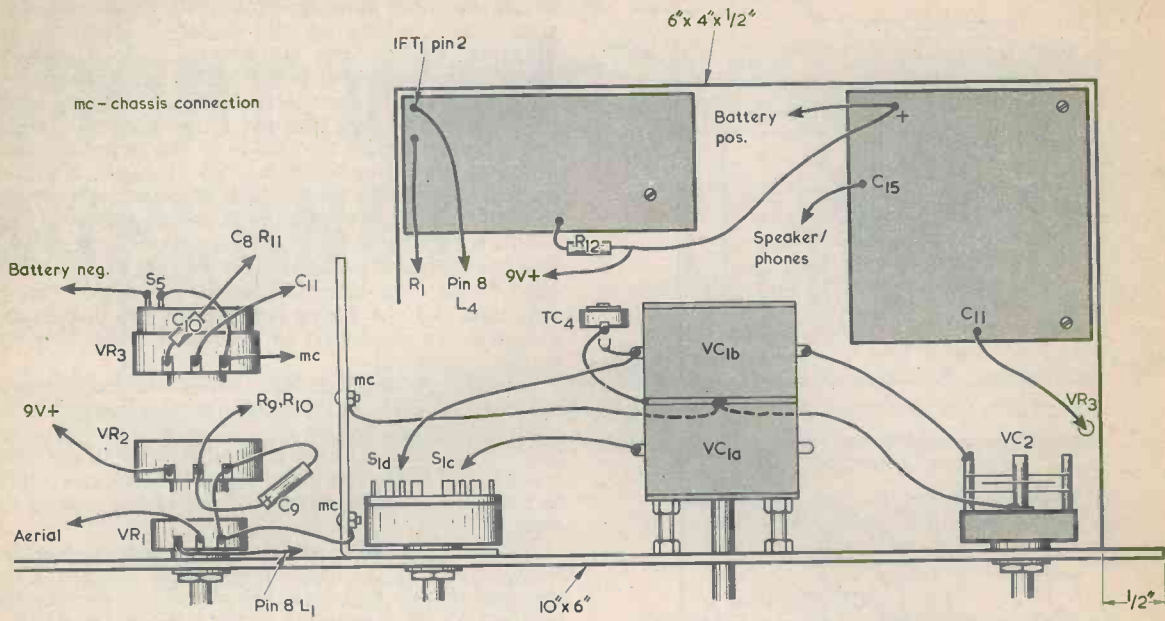 6"x 4"x 1/2"
IFT1 pin 2
mc - chassis connection
Battery
pos.
+
C15
Speaker/
phones
R12
9V+
R1
Pin 8
L4
C8 R11
Battery neg.
S5
C11
C10
VR3
mc
TC4
VC1b
C11
VR3
mc
9V+
VR2
R9,R10
S1d
S1c
VC1a
VC2
C9
+
mc
Aerial
VR1
Pin 8 L1
10"x 6"
1/2"